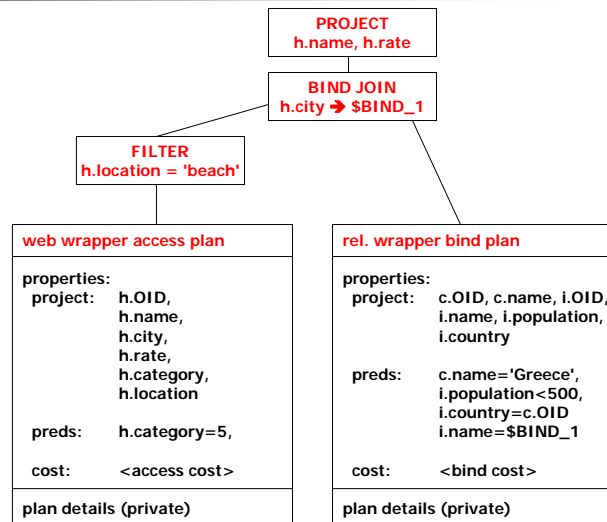 PROJECT
h.name, h.rate
BIND JOIN
h.city ➔ $BIND_1
FILTER
h.location = 'beach'
web wrapper access plan
properties:
project: h.OID,
h.name,
h.city,
h.rate,
h.category,
h.location
preds: h.category=5,
cost: <access cost>
plan details (private)
rel. wrapper bind plan
properties:
project: c.OID, c.name, i.OID,
i.name, i.population,
i.country
preds: c.name='Greece',
i.population<500,
i.country=c.OID
i.name=$BIND_1
cost: <bind cost>
plan details (private)